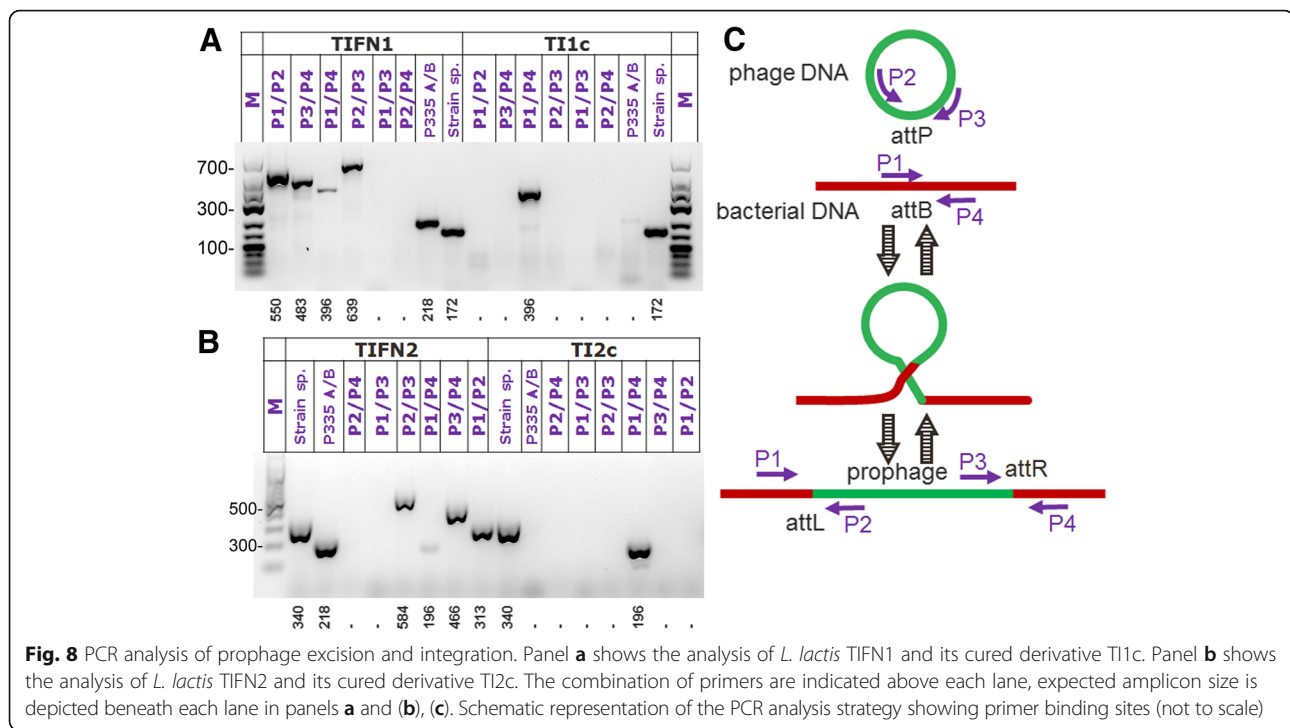 A
TIFN1 TI1c
M P1/P2 P3/P4 P1/P4 P2/P3 P1/P3 P2/P4 P335 A/B Strain sp. P1/P2 P3/P4 P1/P4 P2/P3 P1/P3 P2/P4 P335 A/B Strain sp. M
700-
300-
100-
550 483 396 639 - - 218 172 - - 396 - - - - 172
B
TIFN2 TI2c
M Strain sp. P335 A/B P2/P4 P1/P3 P2/P3 P1/P4 P3/P4 P1/P2 Strain sp. P335 A/B P2/P4 P1/P3 P2/P3 P1/P4 P3/P4 P1/P2
500-
300-
340 218 - - 584 196 466 313 340 - - - - 196 - -
C
phage DNA
P2
P3
attP
P1
bacterial DNA
attB
P4
P1
prophage
P3
attR
attL
P2
P4
Fig. 8 PCR analysis of prophage excision and integration. Panel a shows the analysis of L. lactis TIFN1 and its cured derivative TI1c. Panel b shows
the analysis of L. lactis TIFN2 and its cured derivative TI2c. The combination of primers are indicated above each lane, expected amplicon size is
depicted beneath each lane in panels a and (b), (c). Schematic representation of the PCR analysis strategy showing primer binding sites (not to scale)